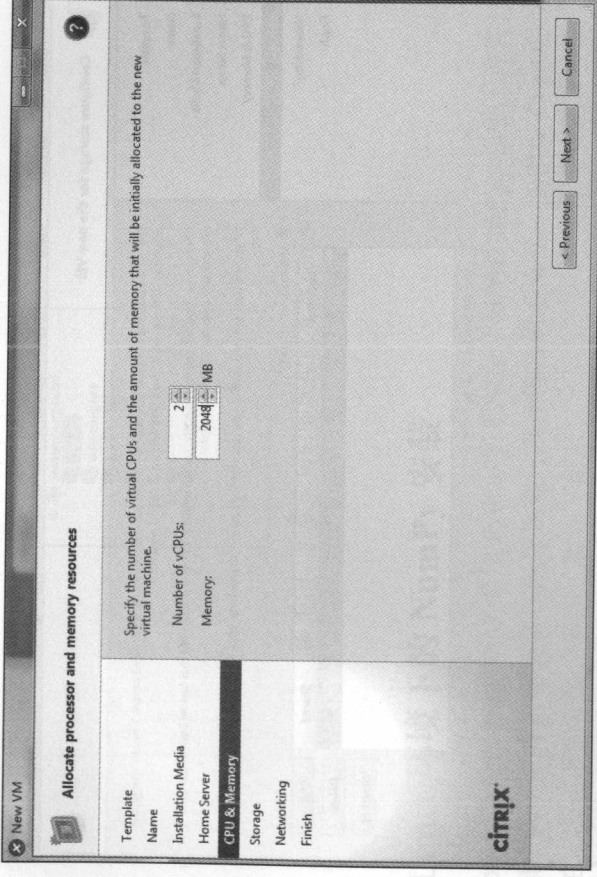 New VM
Allocate processor and memory resources
?
Template
Name
Installation Media
Home Server
CPU & Memory
Storage
Networking
Finish
Specify the number of virtual CPUs and the amount of memory that will be initially allocated to the new
virtual machine.
Number of vCPUs: 2
Memory: 2048 MB
CITRIX
< Previous
Next >
Cancel